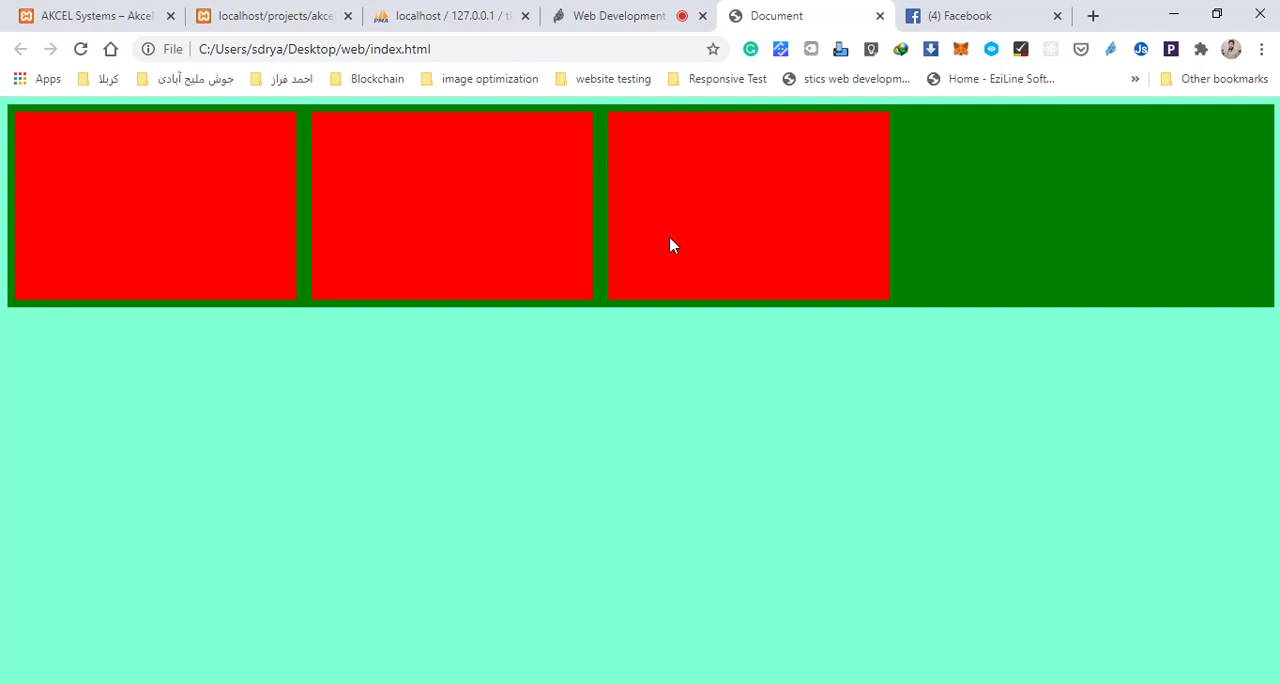 AKCEL Systems – Akcel localhost/projects/akce localhost / 127.0.0.1 / ti Web Development Document (4) Facebook
File C:/Users/sdrya/Desktop/web/index.html
Apps کربلا جوش ملیح آبادی احمد فراز Blockchain image optimization website testing Responsive Test stics web developm... Home - EziLine Soft... » Other bookmarks